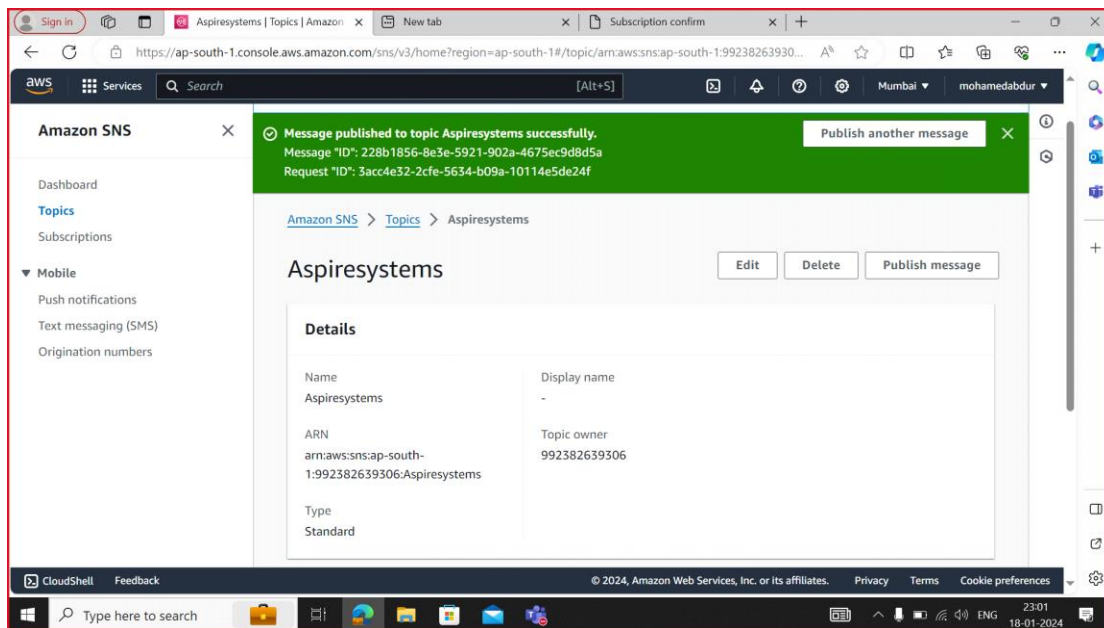 Sign in
Aspiresystems | Topics | Amazon
New tab
Subscription confirm
https://ap-south-1.console.aws.amazon.com/sns/v3/home?region=ap-south-1#/topic/arn:aws:sns:ap-south-1:99238263930...
aws
Services
Search
[Alt+S]
Mumbai
mohamedabdur
Amazon SNS
Dashboard
Topics
Subscriptions
Mobile
Push notifications
Text messaging (SMS)
Origination numbers
Message published to topic Aspiresystems successfully.
Message "ID": 228b1856-8e3e-5921-902a-4675ec9d8d5a
Request "ID": 3acc4e32-2cfe-5634-b09a-10114e5de24f
Publish another message
Amazon SNS > Topics > Aspiresystems
Aspiresystems
Edit
Delete
Publish message
Details
Name
Aspiresystems
ARN
arn:aws:sns:ap-south-
1:992382639306:Aspiresystems
Type
Standard
Display name
-
Topic owner
992382639306
CloudShell
Feedback
© 2024, Amazon Web Services, Inc. or its affiliates.
Privacy
Terms
Cookie preferences
Type here to search
ENG
23:01
18-01-2024